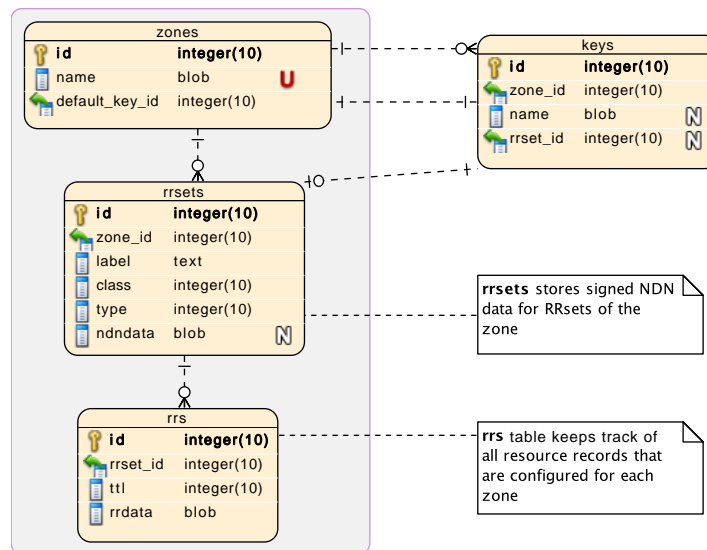 zones
id integer(10)
name blob U
default_key_id integer(10)
keys
id integer(10)
zone_id integer(10)
name blob N
rrset_id integer(10) N
rrsets
id integer(10)
zone_id integer(10)
label text
class integer(10)
type integer(10)
ndndata blob N
rrsets stores signed NDN
data for RRsets of the
zone
rrs
id integer(10)
rrset_id integer(10)
ttl integer(10)
rrdata blob
rrs table keeps track of
all resource records that
are configured for each
zone